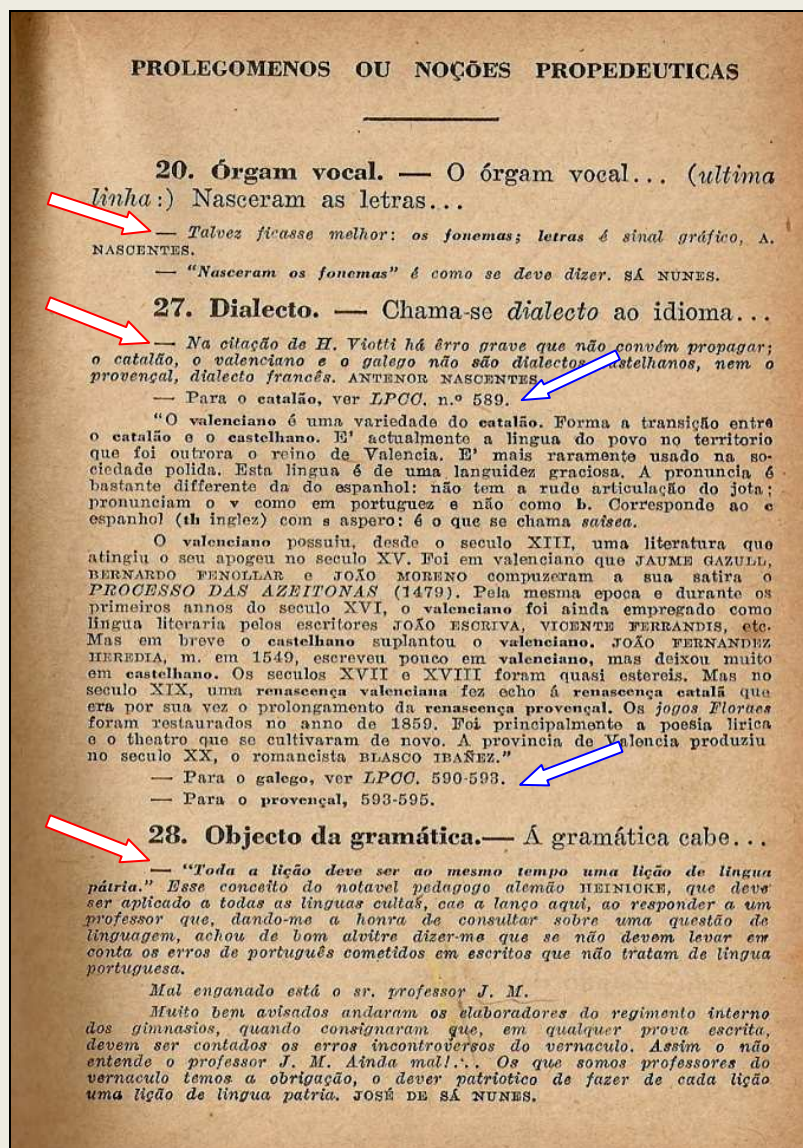 PROLEGOMENOS OU NOÇÕES PROPEDEUTICAS
20. Órgam vocal. — O órgam vocal... (ultima
linha:) Nasceram as letras...
— Talvez ficasse melhor: os fonemas; letras é sinal gráfico, A.
NASCENTES.
— "Nasceram os fonemas" é como se deve dizer. SÁ NUNES.
27. Dialecto. — Chama-se dialecto ao idioma...
— Na citação de H. Viotti há êrro grave que não convém propagar;
o catalão, o valenciano e o galego não são dialectos castelhanos, nem o
provençal, dialecto francês. ANTENOR NASCENTES.
— Para o catalão, ver LPCC. n.º 589.
"O valenciano é uma variedade do catalão. Forma a transição entre
o catalão e o castelhano. E' actualmente a lingua do povo no territorio
que foi outrora o reino de Valencia. E' mais raramente usado na so-
ciedade polida. Esta lingua é de uma languidez graciosa. A pronuncia é
bastante differente da do espanhol: não tem a rude articulação do jota;
pronunciam o v como em portuguez e não como b. Corresponde ao c
espanhol (th inglez) com s aspero: é o que se chama saisea.
O valenciano possuiu, desde o seculo XIII, uma literatura que
atingiu o seu apogeu no seculo XV. Foi em valenciano que JAUME GAZULL,
BERNARDO FENOLLAR e JOÃO MORENO compuzeram a sua satira o
PROCESSO DAS AZEITONAS (1479). Pela mesma epoca e durante os
primeiros annos do seculo XVI, o valenciano foi ainda empregado como
lingua literaria pelos escritores JOÃO ESCRIVA, VICENTE FERRANDIS, etc.
Mas em breve o castelhano suplantou o valenciano. JOÃO FERNANDEZ
HEREDIA, m. em 1549, escreveu pouco em valenciano, mas deixou muito
em castelhano. Os seculos XVII e XVIII foram quasi estereis. Mas no
seculo XIX, uma renascença valenciana fez echo á renascença catalã que
era por sua vez o prolongamento da renascença provençal. Os jogos Floraes
foram restaurados no anno de 1859. Foi principalmente a poesia lirica
e o theatro que se cultivaram de novo. A provincia de Valencia produziu
no seculo XX, o romancista BLASCO IBAÑEZ."
— Para o galego, ver LPCC. 590-593.
— Para o provençal, 593-595.
28. Objecto da gramática.— Á gramática cabe...
— "Toda a lição deve ser ao mesmo tempo uma lição de lingua
pátria." Esse conceito do notavel pedagogo alemão HEINICKE, que deve
ser aplicado a todas as linguas cultas, cae a lanço aqui, ao responder a um
professor que, dando-me a honra de consultar sobre uma questão de
linguagem, achou de bom alvitre dizer-me que se não devem levar em
conta os erros de português cometidos em escritos que não tratam de lingua
portuguesa.
Mal enganado está o sr. professor J. M.
Muito bem avisados andaram os elaboradores do regimento interno
dos gimnasios, quando consignaram que, em qualquer prova escrita,
devem ser contados os erros incontroversos do vernaculo. Assim o não
entende o professor J. M. Ainda mal!... Os que somos professores do
vernaculo temos a obrigação, o dever patriotico de fazer de cada lição
uma lição de lingua patria. JOSÉ DE SÁ NUNES.